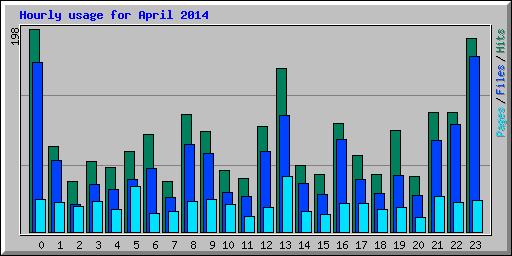 Hourly usage for April 2014
198
Pages/Files/Hits
0 1 2 3 4 5 6 7 8 9 10 11 12 13 14 15 16 17 18 19 20 21 22 23